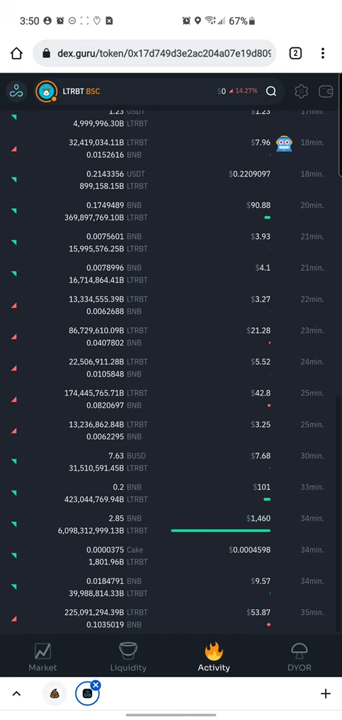 3:50
67%
dex.guru/token/0x17d749d3e2ac204a07e19d809
2
LTRBT BSC
$0 14.27%
1.23 USDT $1.23 17min.
4,999,996.30B LTRBT
32,419,034.11B LTRBT $7.96 18min.
0.0152616 BNB
0.2143356 USDT $0.2209097 18min.
899,158.15B LTRBT
0.1749489 BNB $90.88 20min.
369,897,769.10B LTRBT
0.0075601 BNB $3.93 21min.
15,995,576.25B LTRBT
0.0078996 BNB $4.1 21min.
16,714,864.41B LTRBT
13,334,555.39B LTRBT $3.27 22min.
0.0062688 BNB
86,729,610.09B LTRBT $21.28 23min.
0.0407802 BNB
22,506,911.28B LTRBT $5.52 24min.
0.0105848 BNB
174,445,765.71B LTRBT $42.8 25min.
0.0820697 BNB
13,236,862.84B LTRBT $3.25 25min.
0.0062295 BNB
7.63 BUSD $7.68 30min.
31,510,591.45B LTRBT
0.2 BNB $101 33min.
423,044,769.94B LTRBT
2.85 BNB $1,460 34min.
6,098,312,999.13B LTRBT
0.0000375 Cake $0.0004598 34min.
1,801.96B LTRBT
0.0184791 BNB $9.57 34min.
39,988,814.33B LTRBT
225,091,294.39B LTRBT $53.87 35min.
0.1035019 BNB
Market Liquidity Activity DYOR